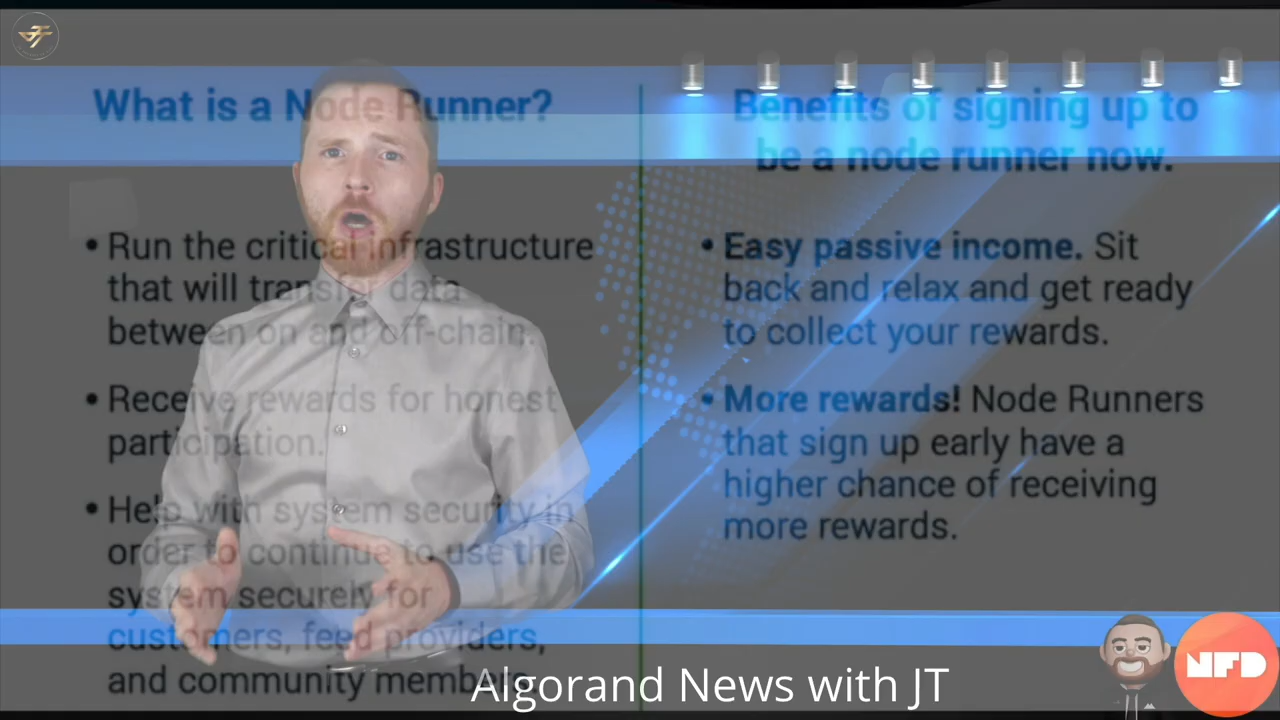 What is a Node Runner?
• Run the critical infrastructure
that will transmit data
between on and off-chain.
• Receive rewards for honest
participation.
• Help with system security in
order to continue to use the
system securely for
customers, feed providers,
and community members.
Benefits of signing up to
be a node runner now.
• Easy passive income. Sit
back and relax and get ready
to collect your rewards.
• More rewards! Node Runners
that sign up early have a
higher chance of receiving
more rewards.
Algorand News with JT
NFD